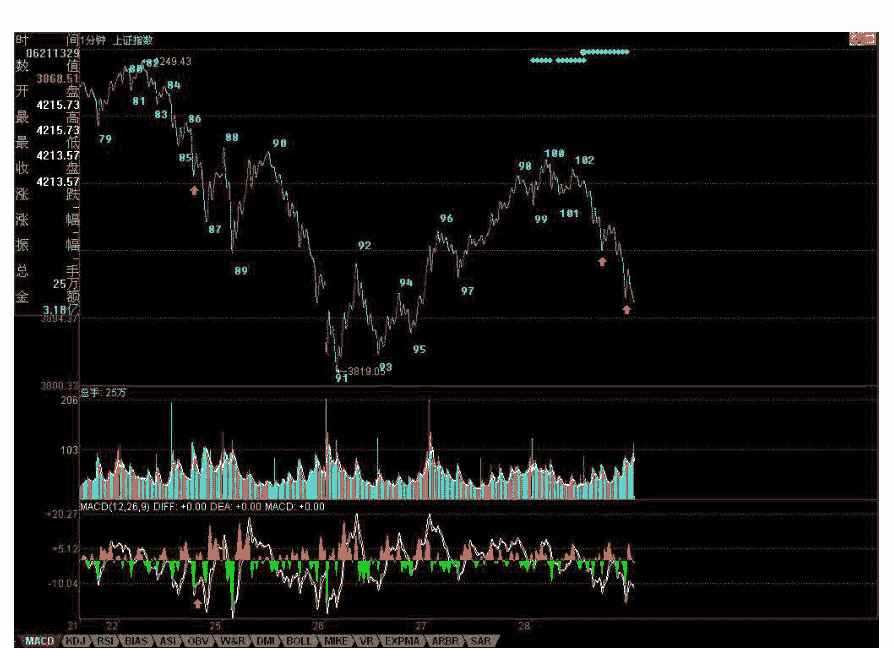 时 间 1分钟 上证指数
06211329
数 值
3868.51
开 盘
4215.73
最 高
4215.73
最 低
4213.57
收 盘
4213.57
涨 跌
涨 幅
振 幅
总 手
25万
金 额
3.18亿
3894.37
3800.33
4249.43
3819.05
79
80
81
82
83
84
85
86
87
88
89
90
91
92
93
94
95
96
97
98
99
100
101
102
总手: 25万
206
103
MACD(12,26,9) DIFF: +0.00 DEA: +0.00 MACD: +0.00
+20.27
+5.12
-10.04
21 22 25 26 27 28
MACD KDJ RSI BIAS ASI OBV W&R DMI BOLL MIKE VR EXPMA ARBR SAR